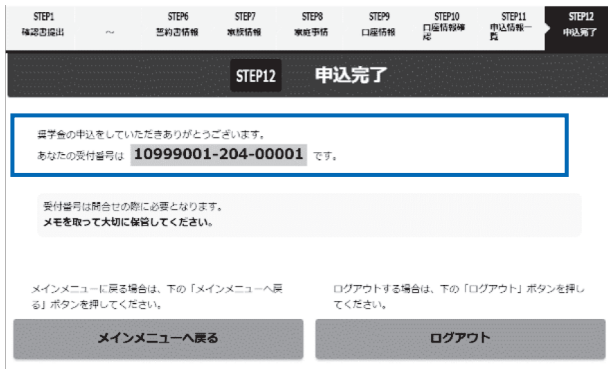 STEP1 STEP6 STEP7 STEP8 STEP9 STEP10 STEP11 STEP12
確認書提出 ～ 誓約書情報 家族情報 家庭事情 口座情報 口座情報確認 申込情報一覧 申込完了
STEP12 申込完了
奨学金の申込をしていただきありがとうございます。
あなたの受付番号は 10999001-204-00001 です。
受付番号は問合せの際に必要となります。
メモを取って大切に保管してください。
メインメニューに戻る場合は、下の「メインメニューへ戻
る」ボタンを押してください。
ログアウトする場合は、下の「ログアウト」ボタンを押し
てください。
メインメニューへ戻る
ログアウト